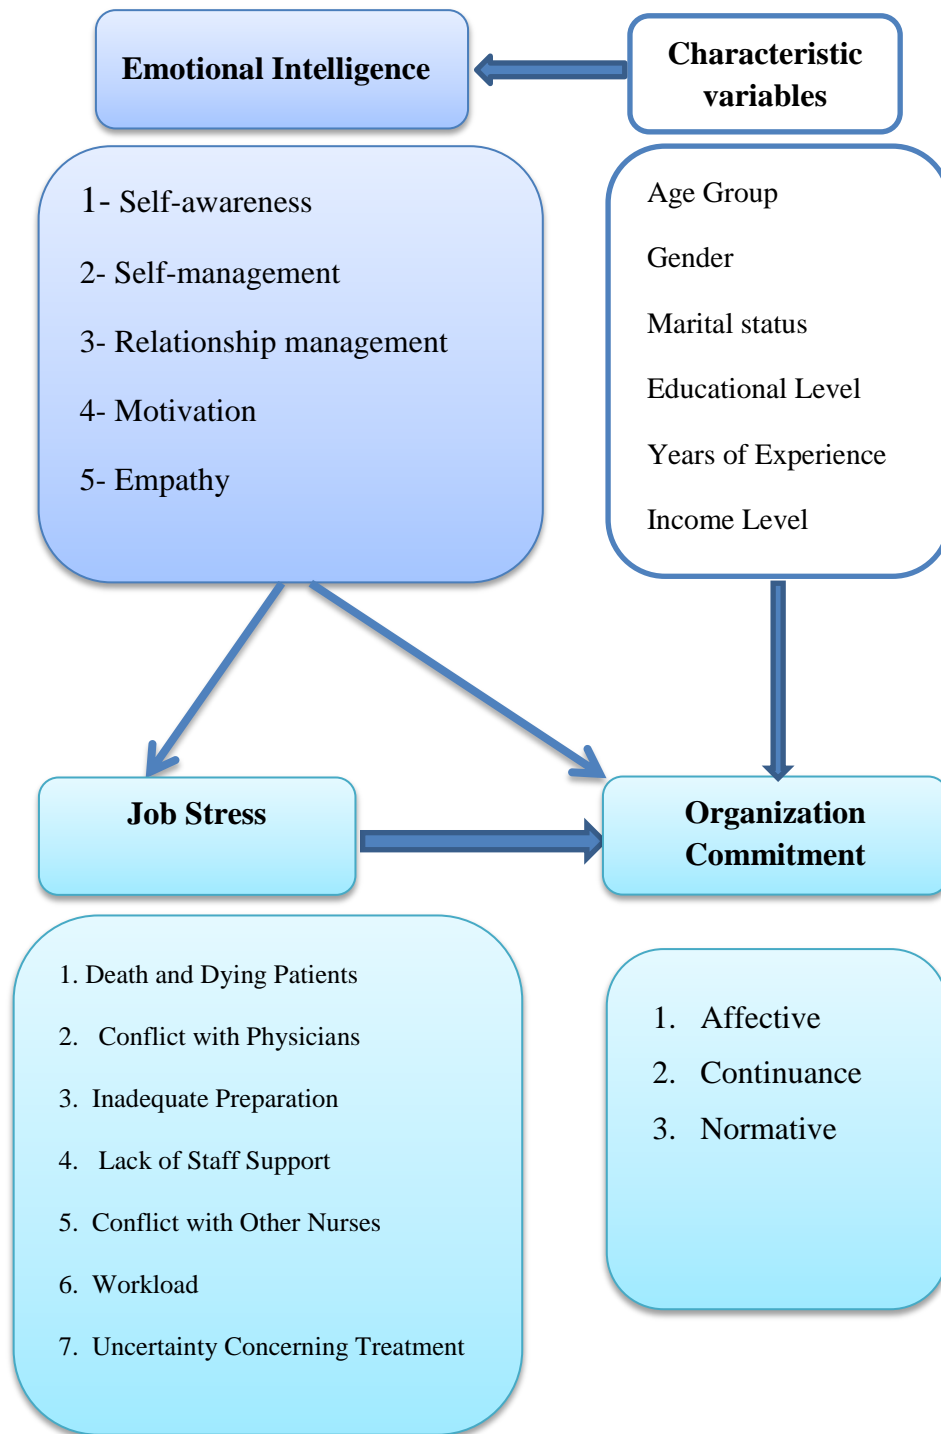 Emotional Intelligence
Characteristic
variables
1- Self-awareness
2- Self-management
3- Relationship management
4- Motivation
5- Empathy
Age Group
Gender
Marital status
Educational Level
Years of Experience
Income Level
Job Stress
Organization
Commitment
1. Death and Dying Patients
2. Conflict with Physicians
3. Inadequate Preparation
4. Lack of Staff Support
5. Conflict with Other Nurses
6. Workload
7. Uncertainty Concerning Treatment
1. Affective
2. Continuance
3. Normative